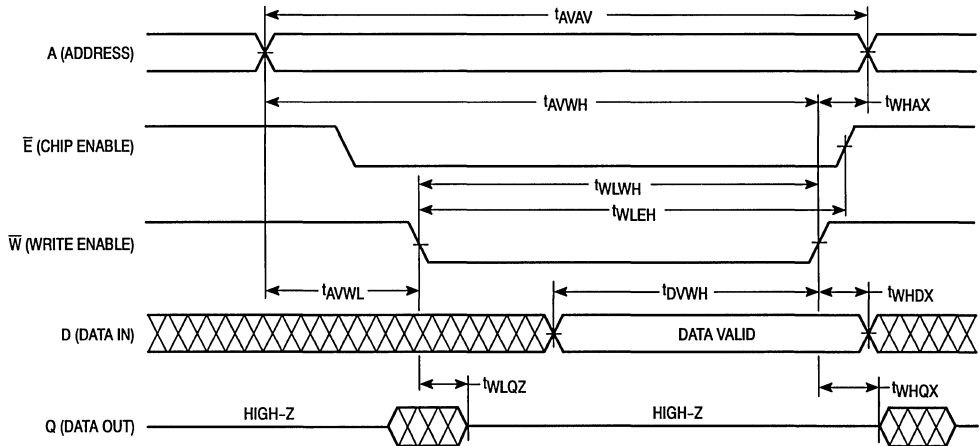 tAVAV
A (ADDRESS)
tAVWH
tWHAX
E̅ (CHIP ENABLE)
tWLWH
tWLEH
W̅ (WRITE ENABLE)
tAVWL
tDVWH
tWHDX
D (DATA IN)
DATA VALID
tWLQZ
tWHQX
HIGH-Z
HIGH-Z
Q (DATA OUT)